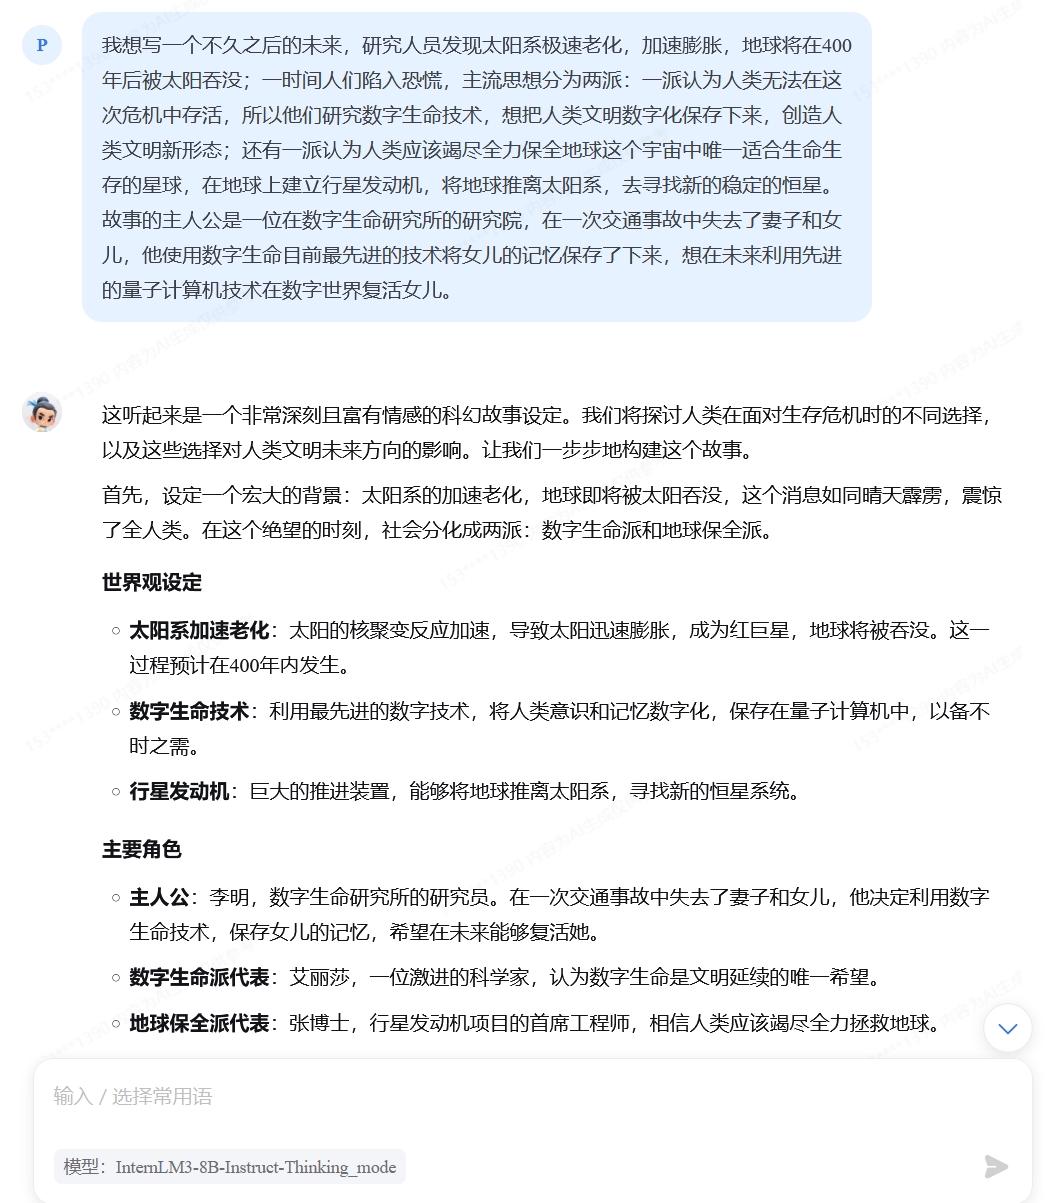 P
我想写一个不久之后的未来，研究人员发现太阳系极速老化，加速膨胀，地球将在400
年后被太阳吞没；一时间人们陷入恐慌，主流思想分为两派：一派认为人类无法在这
次危机中存活，所以他们研究数字生命技术，想把人类文明数字化保存下来，创造人
类文明新形态；还有一派认为人类应该竭尽全力保全地球这个宇宙中唯一适合生命生
存的星球，在地球上建立行星发动机，将地球推离太阳系，去寻找新的稳定的恒星。
故事的主人公是一位在数字生命研究所的研究院，在一次交通事故中失去了妻子和女
儿，他使用数字生命目前最先进的技术将女儿的记忆保存了下来，想在未来利用先进
的量子计算机技术在数字世界复活女儿。
这听起来是一个非常深刻且富有情感的科幻故事设定。我们将探讨人类在面对生存危机时的不同选择，
以及这些选择对人类文明未来方向的影响。让我们一步步地构建这个故事。
首先，设定一个宏大的背景：太阳系的加速老化，地球即将被太阳吞没，这个消息如同晴天霹雳，震惊
了全人类。在这个绝望的时刻，社会分化成两派：数字生命派和地球保全派。
世界观设定
太阳系加速老化：太阳的核聚变反应加速，导致太阳迅速膨胀，成为红巨星，地球将被吞没。这一
过程预计在400年内发生。
数字生命技术：利用最先进的数字技术，将人类意识和记忆数字化，保存在量子计算机中，以备不
时之需。
行星发动机：巨大的推进装置，能够将地球推离太阳系，寻找新的恒星系统。
主要角色
主人公：李明，数字生命研究所的研究员。在一次交通事故中失去了妻子和女儿，他决定利用数字
生命技术，保存女儿的记忆，希望在未来能够复活她。
数字生命派代表：艾丽莎，一位激进的科学家，认为数字生命是文明延续的唯一希望。
地球保全派代表：张博士，行星发动机项目的首席工程师，相信人类应该竭尽全力拯救地球。
输入 / 选择常用语
模型：InternLM3-8B-Instruct-Thinking_mode